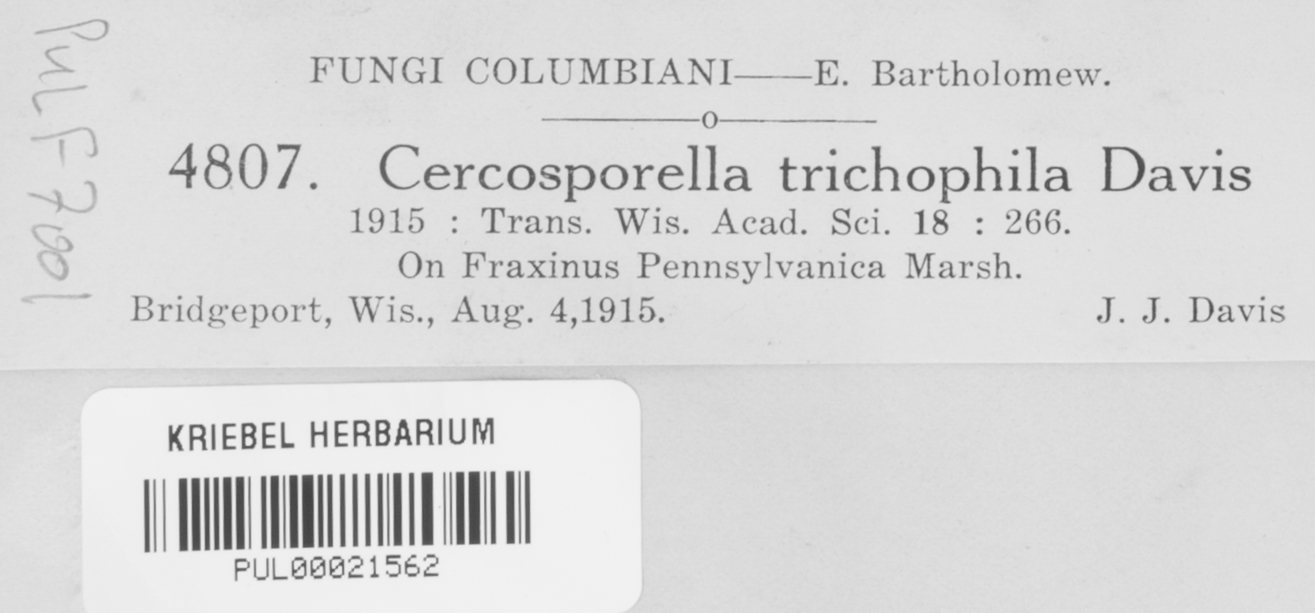 PUL F7001
FUNGI COLUMBIANI——E. Bartholomew.
o
4807. Cercosporella trichophila Davis
1915 : Trans. Wis. Acad. Sci. 18 : 266.
On Fraxinus Pennsylvanica Marsh.
Bridgeport, Wis., Aug. 4,1915. J. J. Davis
KRIEBEL HERBARIUM
PUL00021562